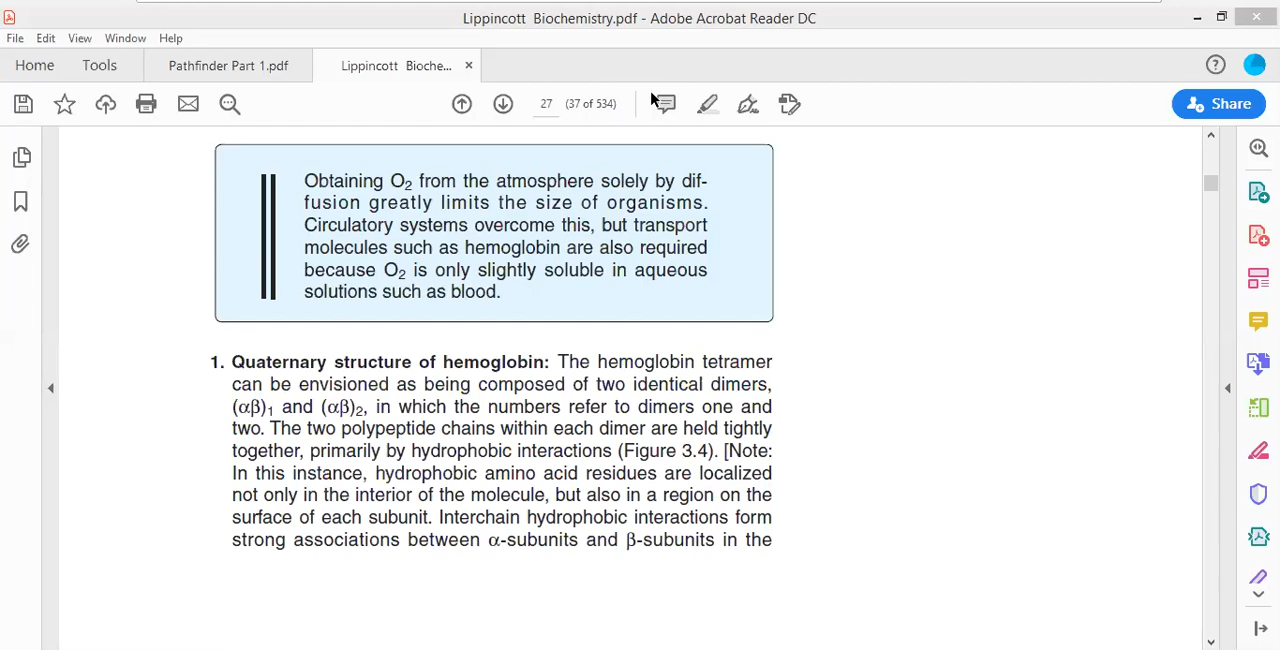 Lippincott Biochemistry.pdf - Adobe Acrobat Reader DC
File Edit View Window Help
Home Tools Pathfinder Part 1.pdf Lippincott Bioche... ×
27 (37 of 534) Share
Obtaining O₂ from the atmosphere solely by dif-
fusion greatly limits the size of organisms.
Circulatory systems overcome this, but transport
molecules such as hemoglobin are also required
because O₂ is only slightly soluble in aqueous
solutions such as blood.
1. Quaternary structure of hemoglobin: The hemoglobin tetramer
can be envisioned as being composed of two identical dimers,
(αβ)₁ and (αβ)₂, in which the numbers refer to dimers one and
two. The two polypeptide chains within each dimer are held tightly
together, primarily by hydrophobic interactions (Figure 3.4). [Note:
In this instance, hydrophobic amino acid residues are localized
not only in the interior of the molecule, but also in a region on the
surface of each subunit. Interchain hydrophobic interactions form
strong associations between α-subunits and β-subunits in the